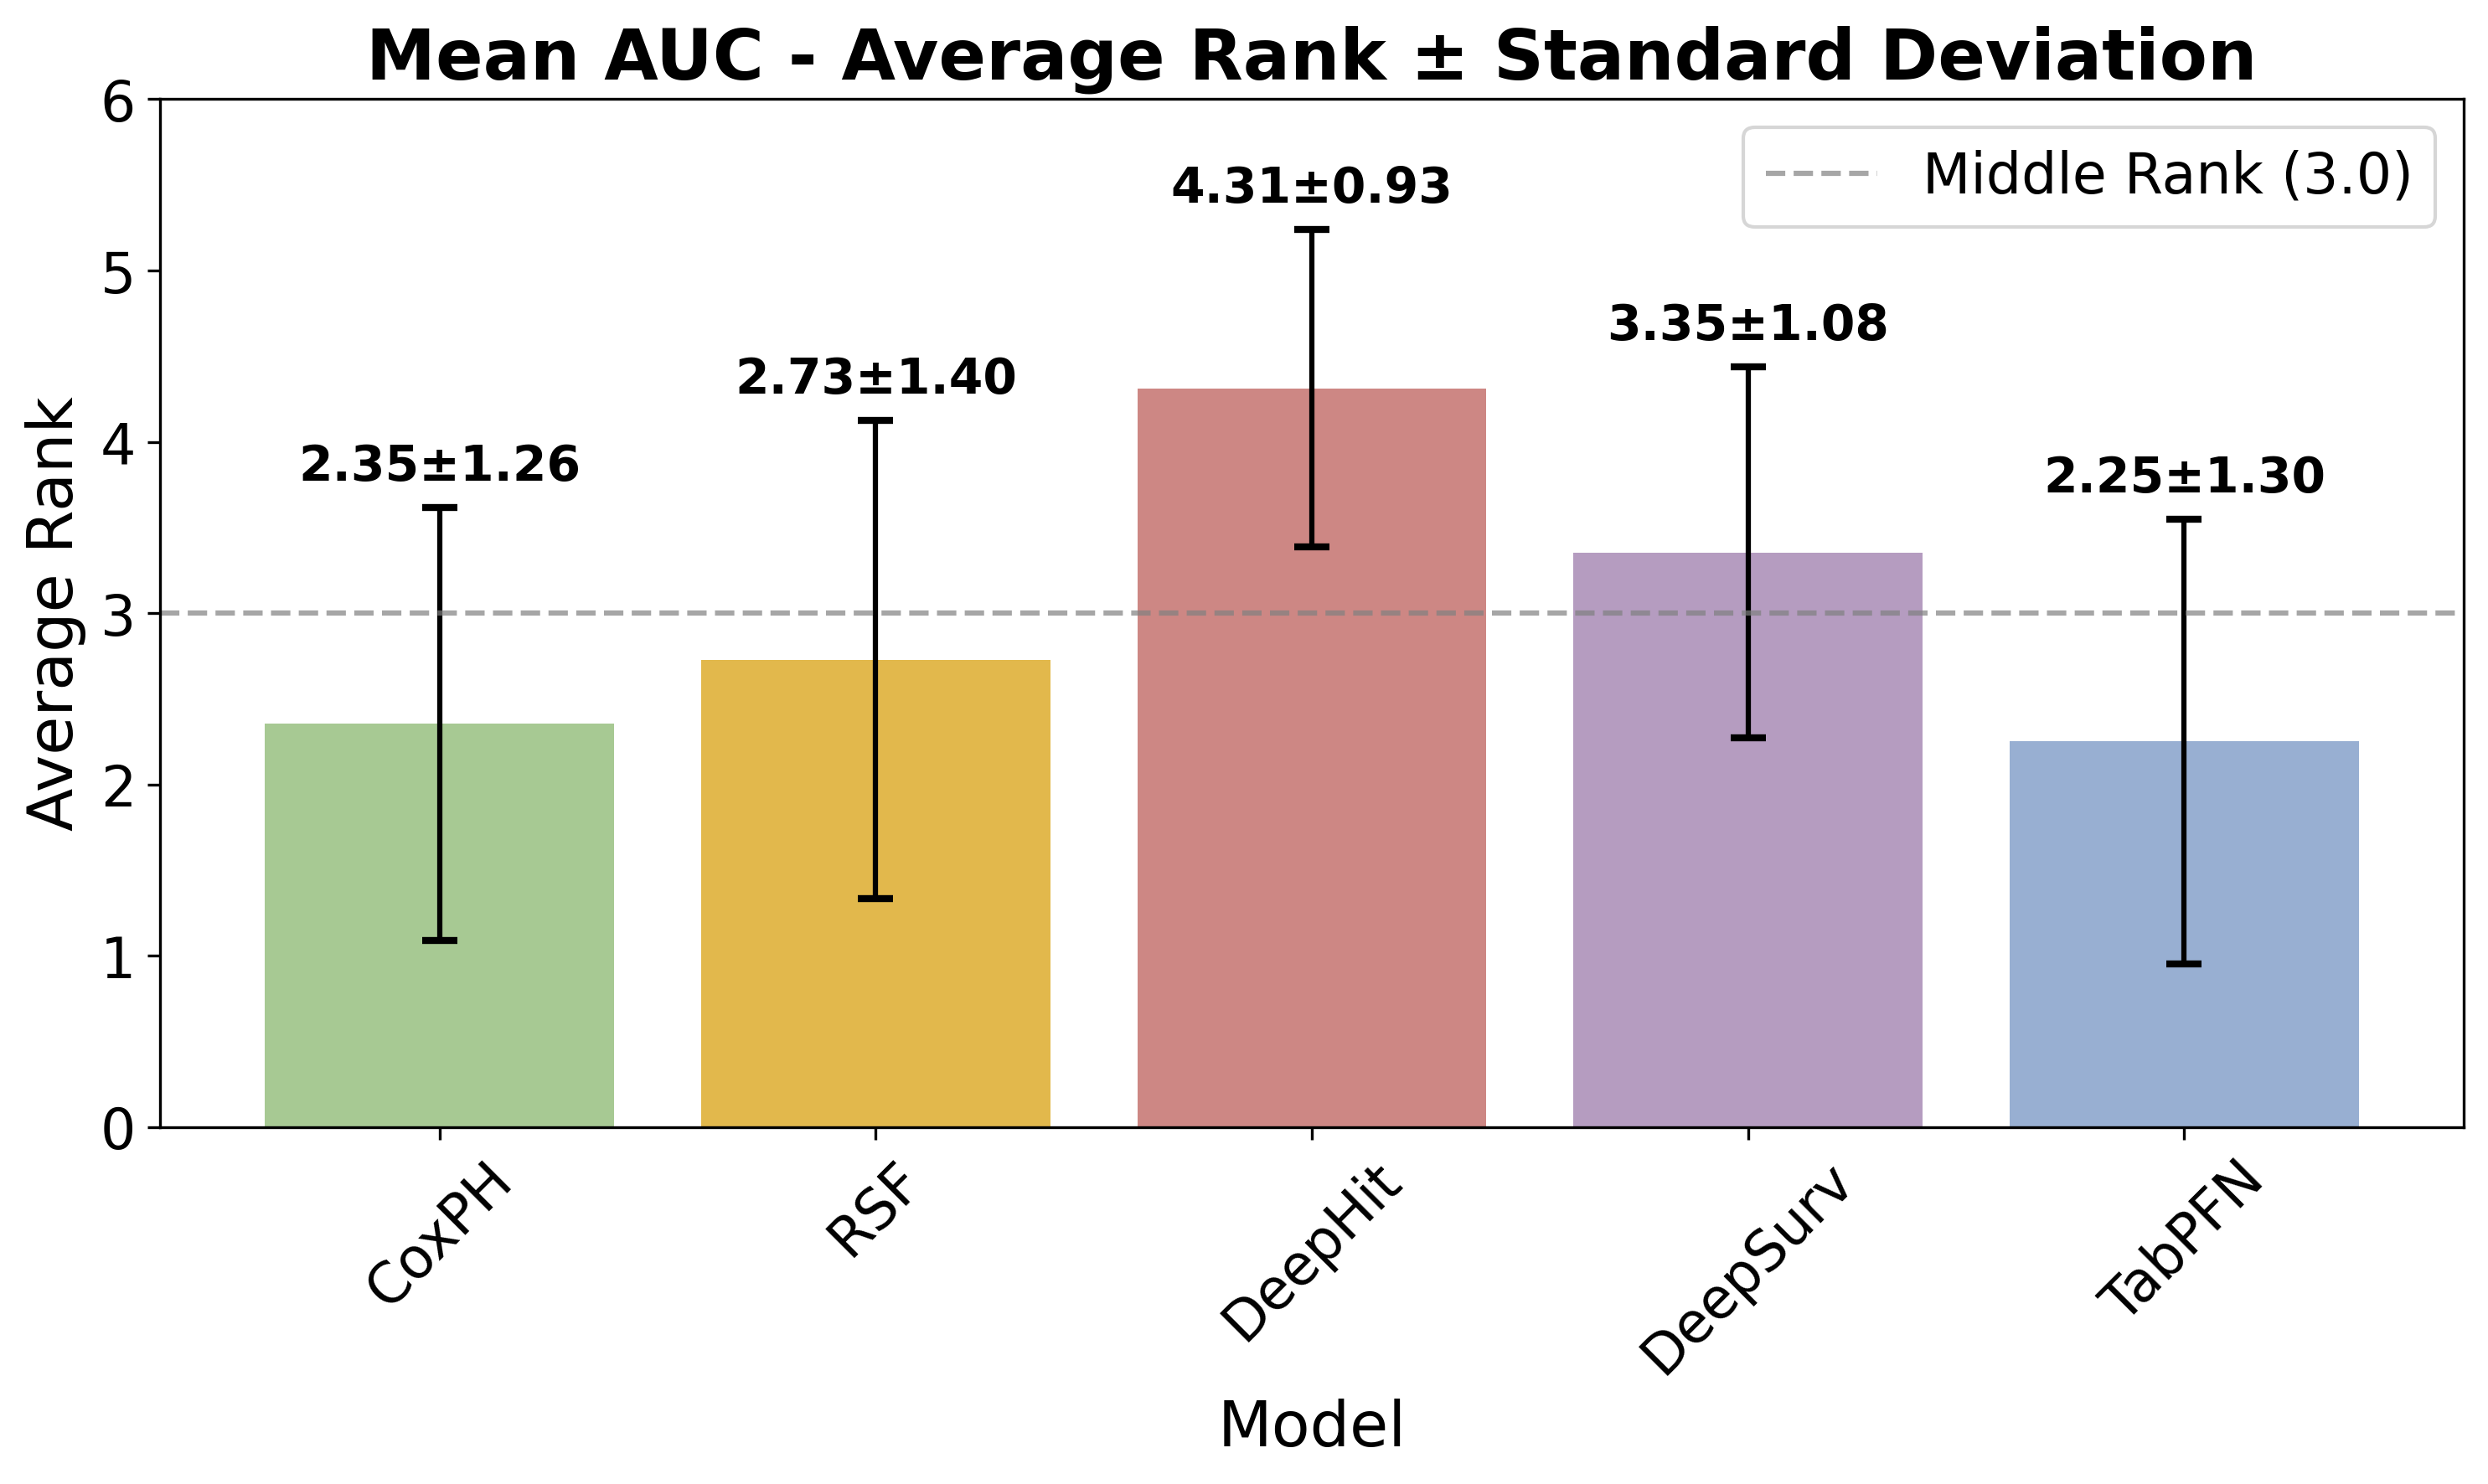 Mean AUC - Average Rank ± Standard Deviation
6
5
4
3
2
1
0
Average Rank
Middle Rank (3.0)
2.35±1.26
2.73±1.40
4.31±0.93
3.35±1.08
2.25±1.30
CoxPH
RSF
DeepHit
DeepSurv
TabPFN
Model